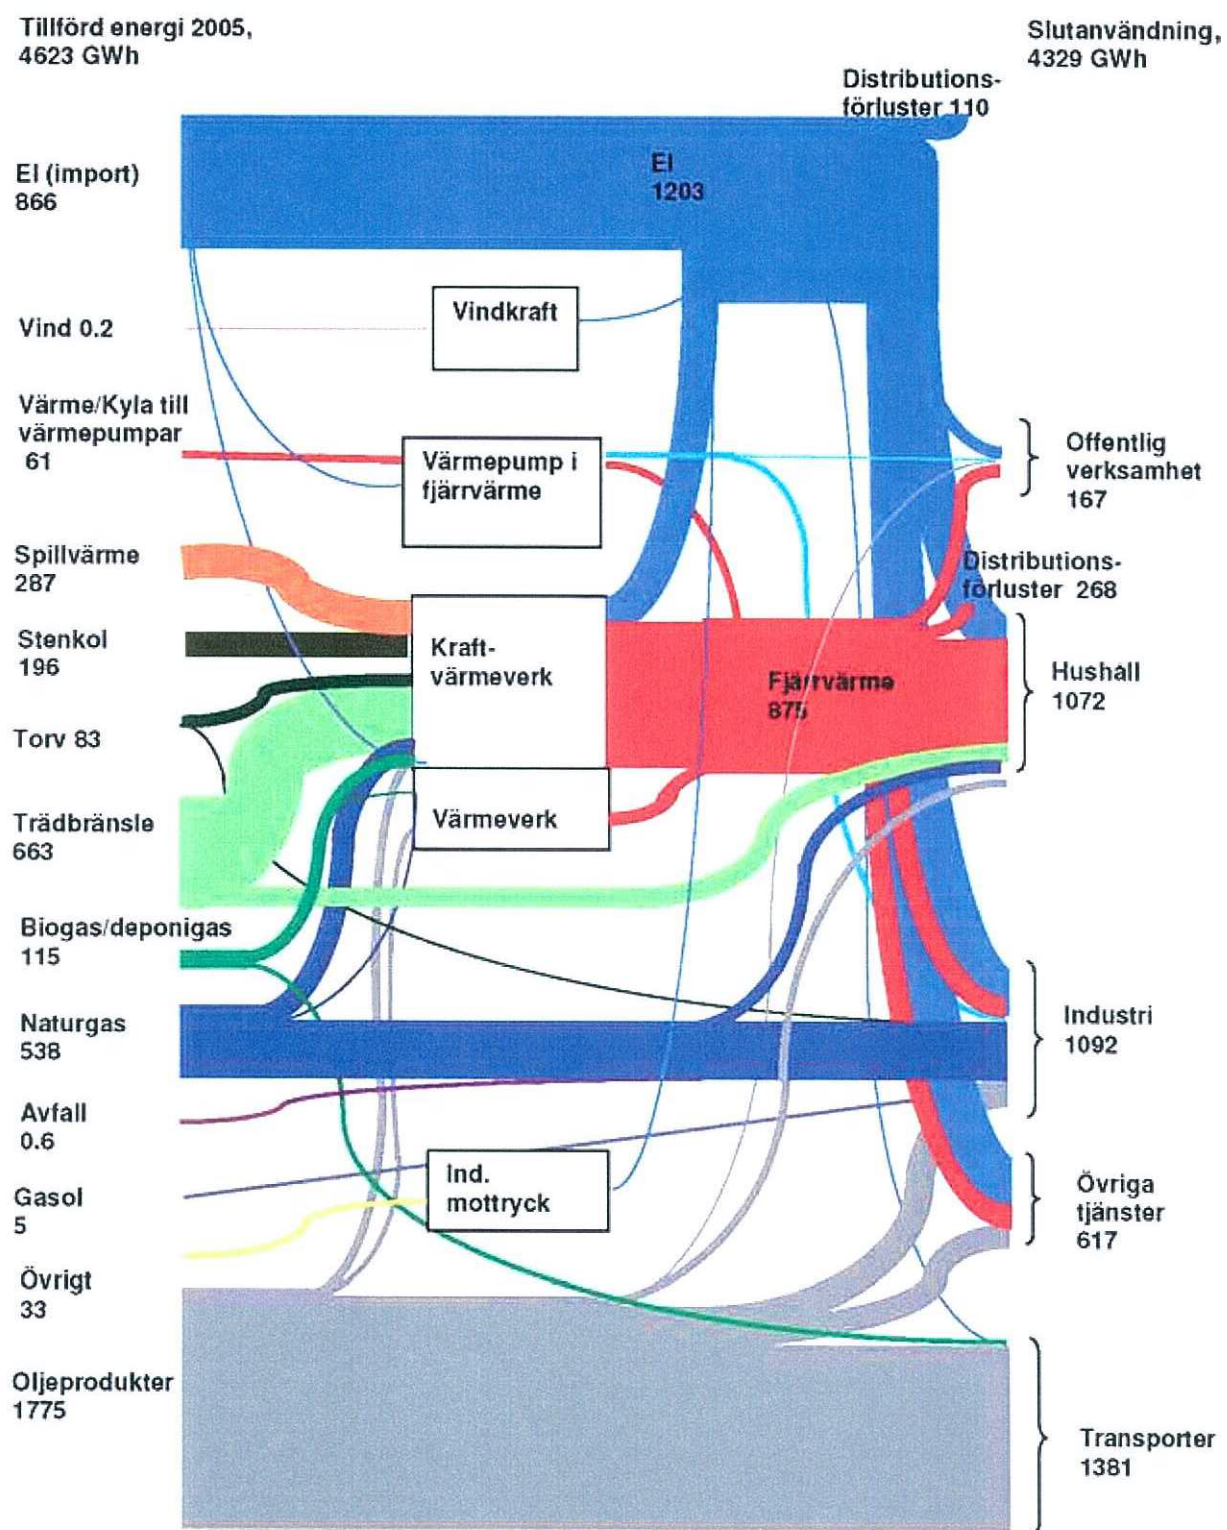 Tillförd energi 2005,
4623 GWh
Slutanvändning,
4329 GWh
Distributions-
förluster 110
El (import)
866
El
1203
Vind 0.2
Vindkraft
Värme/Kyla till
värmepumpar
61
Värmepump i
fjärrvärme
Offentlig
verksamhet
167
Spillvärme
287
Distributions-
förluster 268
Stenkol
196
Kraft-
värmeverk
Fjärrvärme
875
Hushåll
1072
Torv 83
Trädbränsle
663
Värmeverk
Biogas/deponigas
115
Naturgas
538
Industri
1092
Avfall
0.6
Gasol
5
Ind.
mottryck
Övriga
tjänster
617
Övrigt
33
Oljeprodukter
1775
Transporter
1381